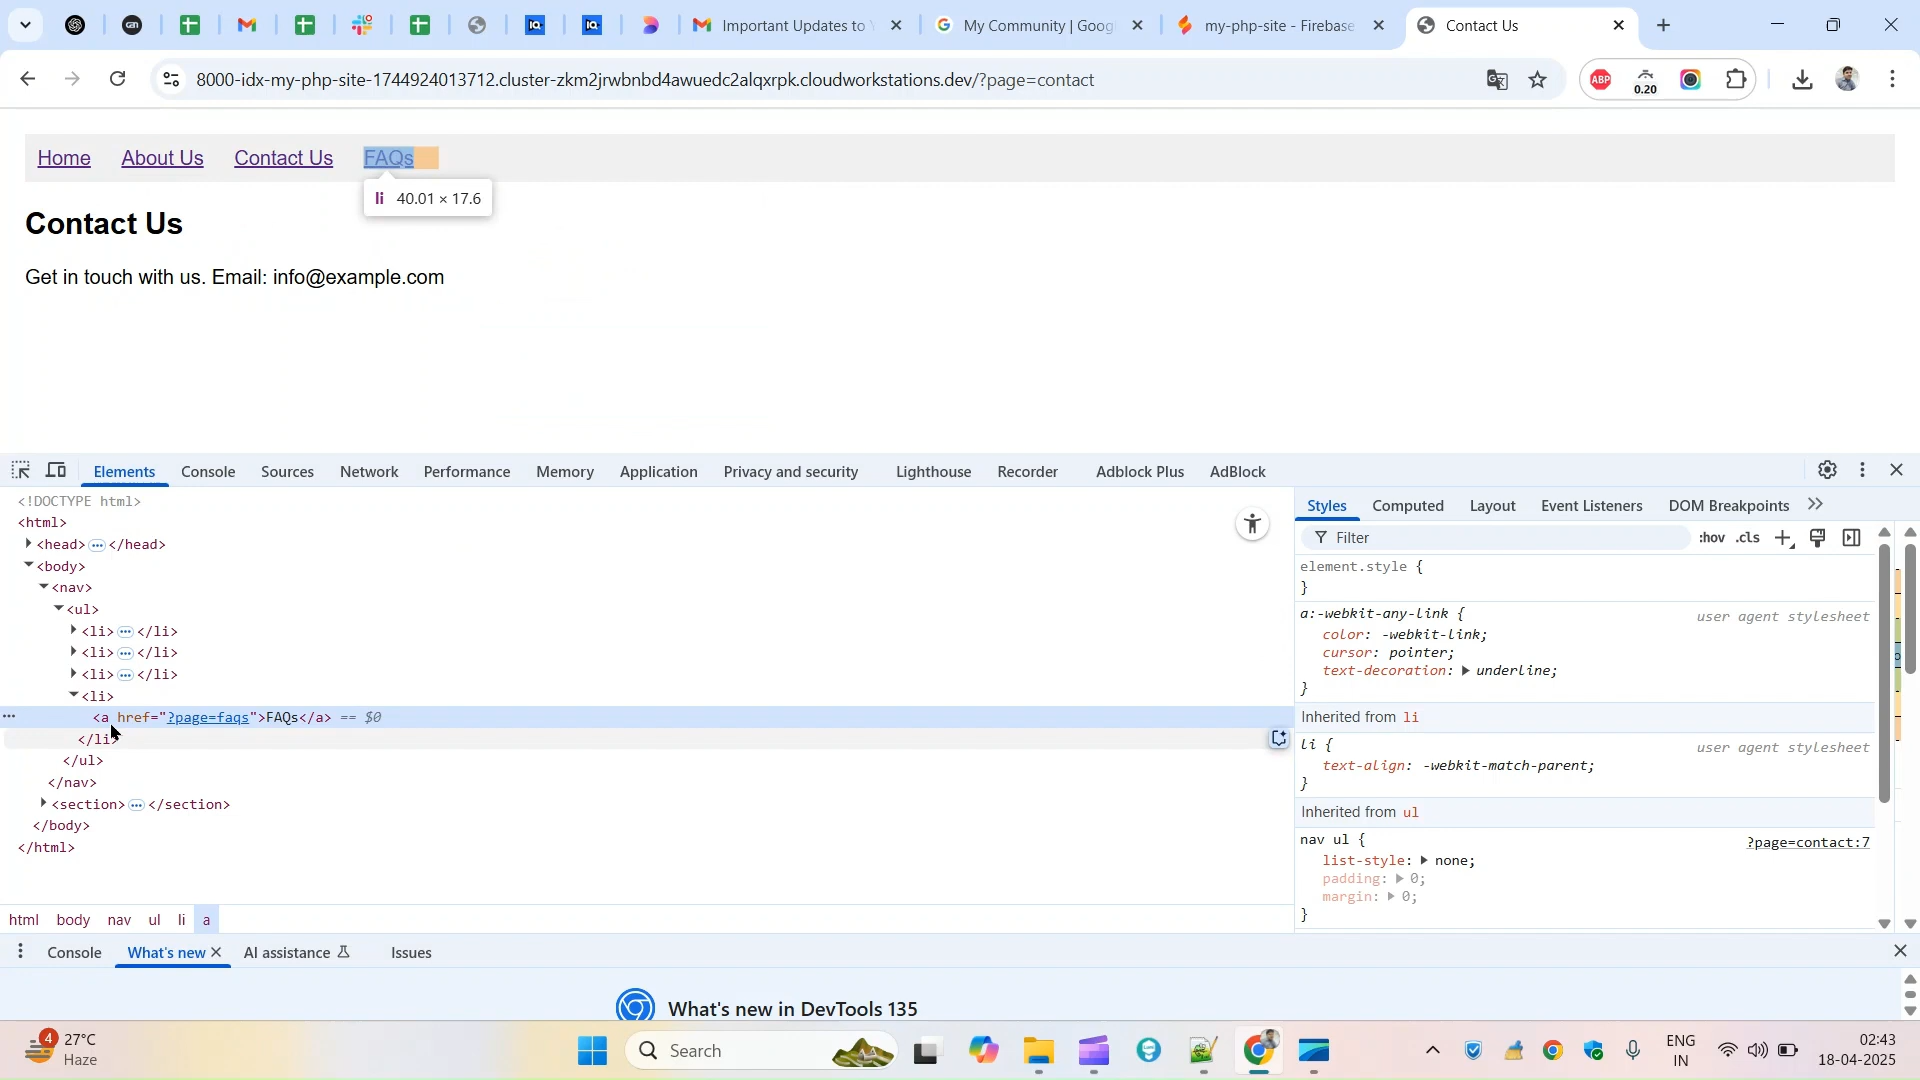 Important Updates to Y
My Community | Goog
my-php-site - Firebase
Contact Us
8000-idx-my-php-site-1744924013712.cluster-zkm2jrwbnbd4awuedc2alqxrpk.cloudworkstations.dev/?page=contact
ABP
0.20
Home About Us Contact Us FAQs
li 40.01 × 17.6
Contact Us
Get in touch with us. Email: info@example.com
Elements Console Sources Network Performance Memory Application Privacy and security Lighthouse Recorder Adblock Plus AdBlock
<!DOCTYPE html>
<html>
<head> ⋯ </head>
<body>
<nav>
<ul>
<li> ⋯ </li>
<li> ⋯ </li>
<li> ⋯ </li>
<li>
<a href="?page=faqs">FAQs</a> == $0
</li>
</ul>
</nav>
<section> ⋯ </section>
</body>
</html>
html body nav ul li a
Styles Computed Layout Event Listeners DOM Breakpoints
Filter :hov .cls
element.style {
}
a:-webkit-any-link { user agent stylesheet
color: -webkit-link;
cursor: pointer;
text-decoration: underline;
}
Inherited from li
li { user agent stylesheet
text-align: -webkit-match-parent;
}
Inherited from ul
nav ul { ?page=contact:7
list-style: none;
padding: 0;
margin: 0;
}
Console What's new AI assistance Issues
What's new in DevTools 135
4 27°C
Haze
Search
ENG
IN
02:43
18-04-2025